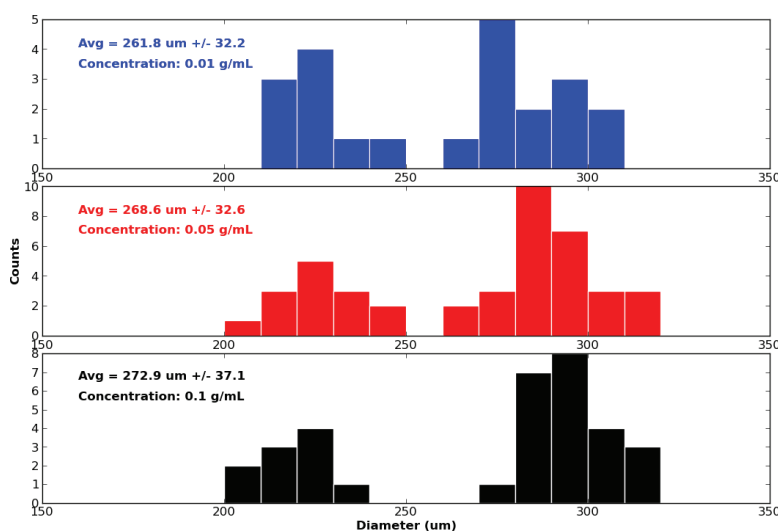 5
4
3
2
1
0
Avg = 261.8 um +/- 32.2
Concentration: 0.01 g/mL
150 200 250 300 350
10
8
6
4
2
0
Avg = 268.6 um +/- 32.6
Concentration: 0.05 g/mL
Counts
150 200 250 300 350
8
7
6
5
4
3
2
1
0
Avg = 272.9 um +/- 37.1
Concentration: 0.1 g/mL
150 200 250 300 350
Diameter (um)